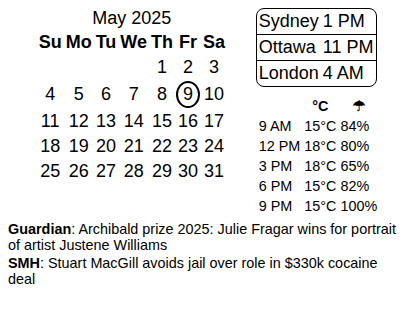 May 2025
Su Mo Tu We Th Fr Sa
1 2 3
4 5 6 7 8 9 10
11 12 13 14 15 16 17
18 19 20 21 22 23 24
25 26 27 28 29 30 31
Sydney 1 PM
Ottawa 11 PM
London 4 AM
°C ☂
9 AM 15°C 84%
12 PM 18°C 80%
3 PM 18°C 65%
6 PM 15°C 82%
9 PM 15°C 100%
Guardian: Archibald prize 2025: Julie Fragar wins for portrait
of artist Justene Williams
SMH: Stuart MacGill avoids jail over role in $330k cocaine
deal